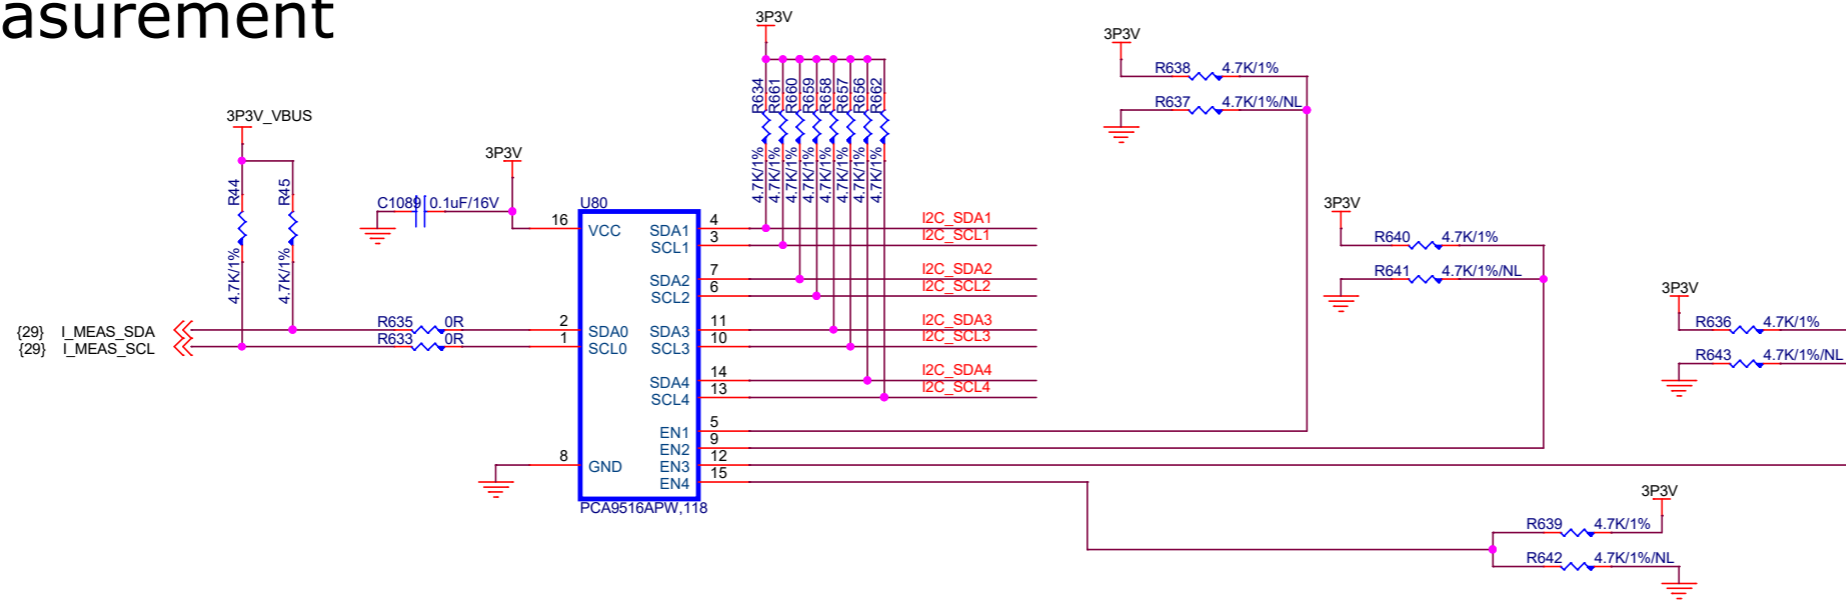 asurement
3P3V
R634
R661
R660
R659
R658
R657
R656
R662
4.7K/1%
4.7K/1%
4.7K/1%
4.7K/1%
4.7K/1%
4.7K/1%
4.7K/1%
4.7K/1%
3P3V
R638 4.7K/1%
R637 4.7K/1%/NL
3P3V_VBUS
R44
R45
4.7K/1%
4.7K/1%
3P3V
C1089 0.1uF/16V
U80
16 VCC
SDA1 4 I2C_SDA1
SCL1 3 I2C_SCL1
SDA2 7 I2C_SDA2
SCL2 6 I2C_SCL2
{29} I_MEAS_SDA R635 0R 2 SDA0
{29} I_MEAS_SCL R633 0R 1 SCL0
SDA3 11 I2C_SDA3
SCL3 10 I2C_SCL3
SDA4 14 I2C_SDA4
SCL4 13 I2C_SCL4
EN1 5
EN2 9
EN3 12
EN4 15
8 GND
PCA9516APW,118
3P3V
R640 4.7K/1%
R641 4.7K/1%/NL
3P3V
R636 4.7K/1%
R643 4.7K/1%/NL
3P3V
R639 4.7K/1%
R642 4.7K/1%/NL